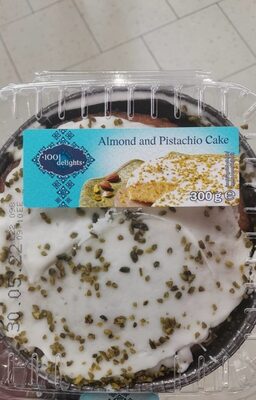 Almond and Pistachio Cake
·1001·
delights
300g e
30.05.22